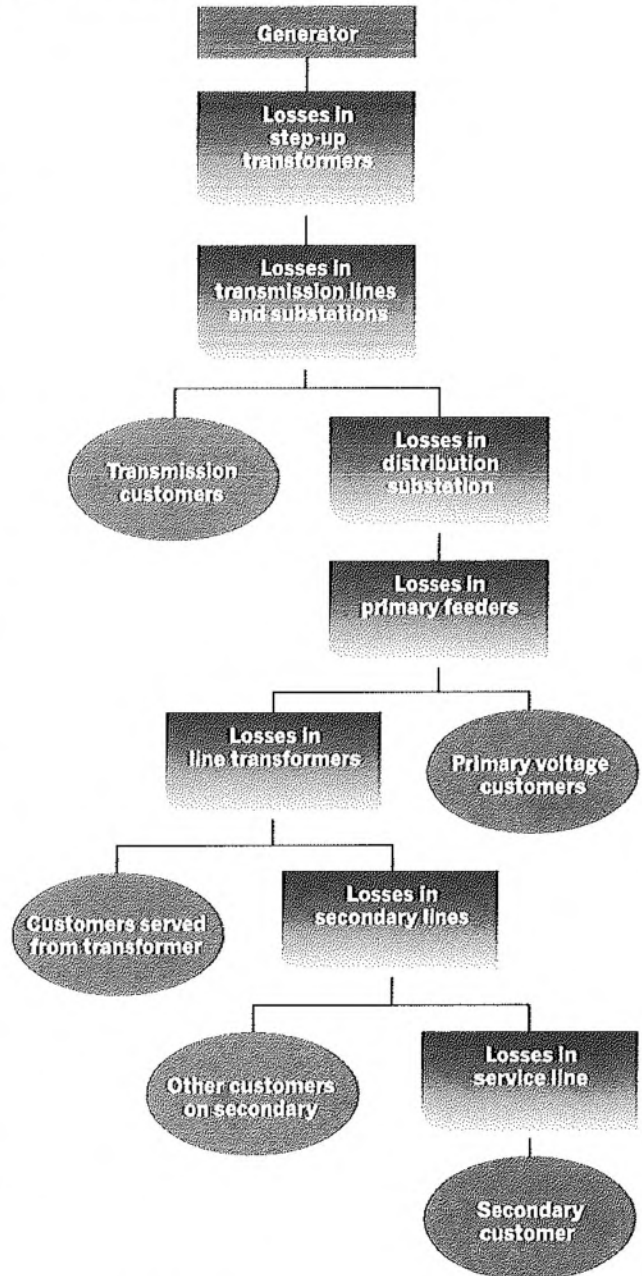 Generator
Losses in
step-up
transformers
Losses in
transmission lines
and substations
Transmission
customers
Losses in
distribution
substation
Losses in
primary feeders
Losses in
line transformers
Primary voltage
customers
Customers served
from transformer
Losses in
secondary lines
Other customers
on secondary
Losses in
service line
Secondary
customer